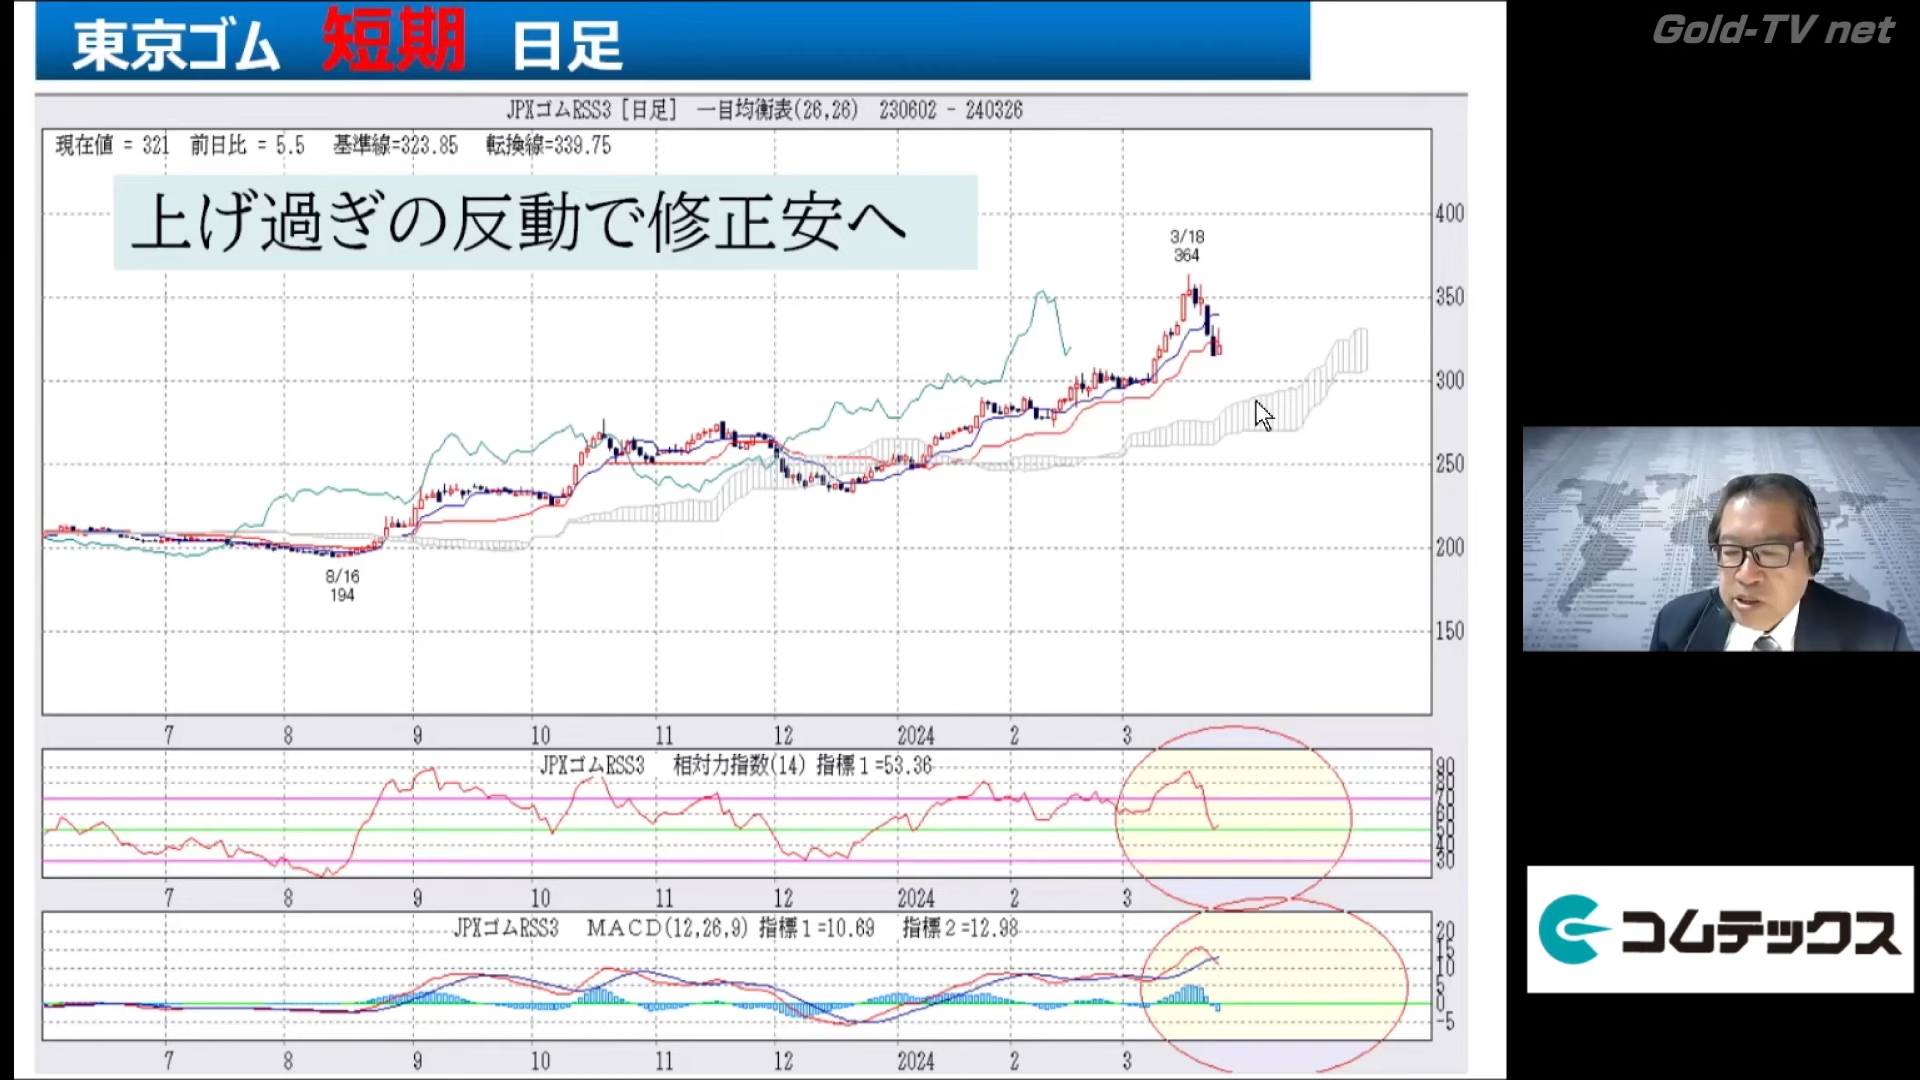 東京ゴム 短期 日足
Gold-TV net
JPXゴムRSS3 [日足] 一目均衡表(26,26) 230602 - 240326
現在値 = 321 前日比 = 5.5 基準線=323.85 転換線=339.75
上げ過ぎの反動で修正安へ
400
3/18
364
350
300
250
200
8/16
194
150
7 8 9 10 11 12 2024 2 3
JPXゴムRSS3 相対力指数(14) 指標1=53.36
90
80
70
60
50
40
30
7 8 9 10 11 12 2024 2 3
JPXゴムRSS3 MACD(12,26,9) 指標1=10.69 指標2=12.98
20
15
10
5
0
-5
7 8 9 10 11 12 2024 2 3
コムテックス